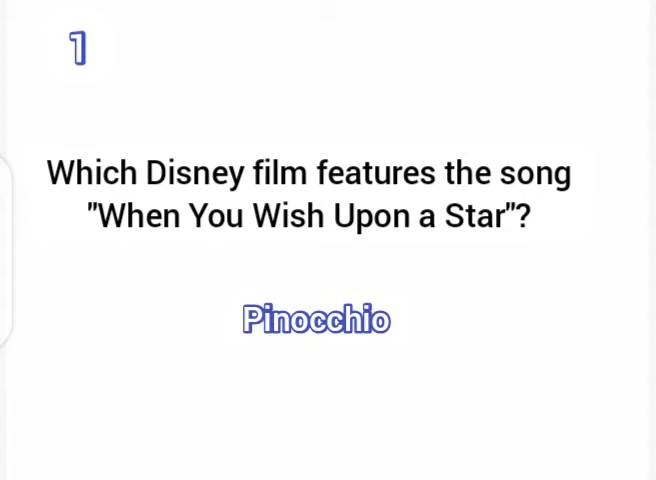 1
Which Disney film features the song
"When You Wish Upon a Star"?
Pinocchio